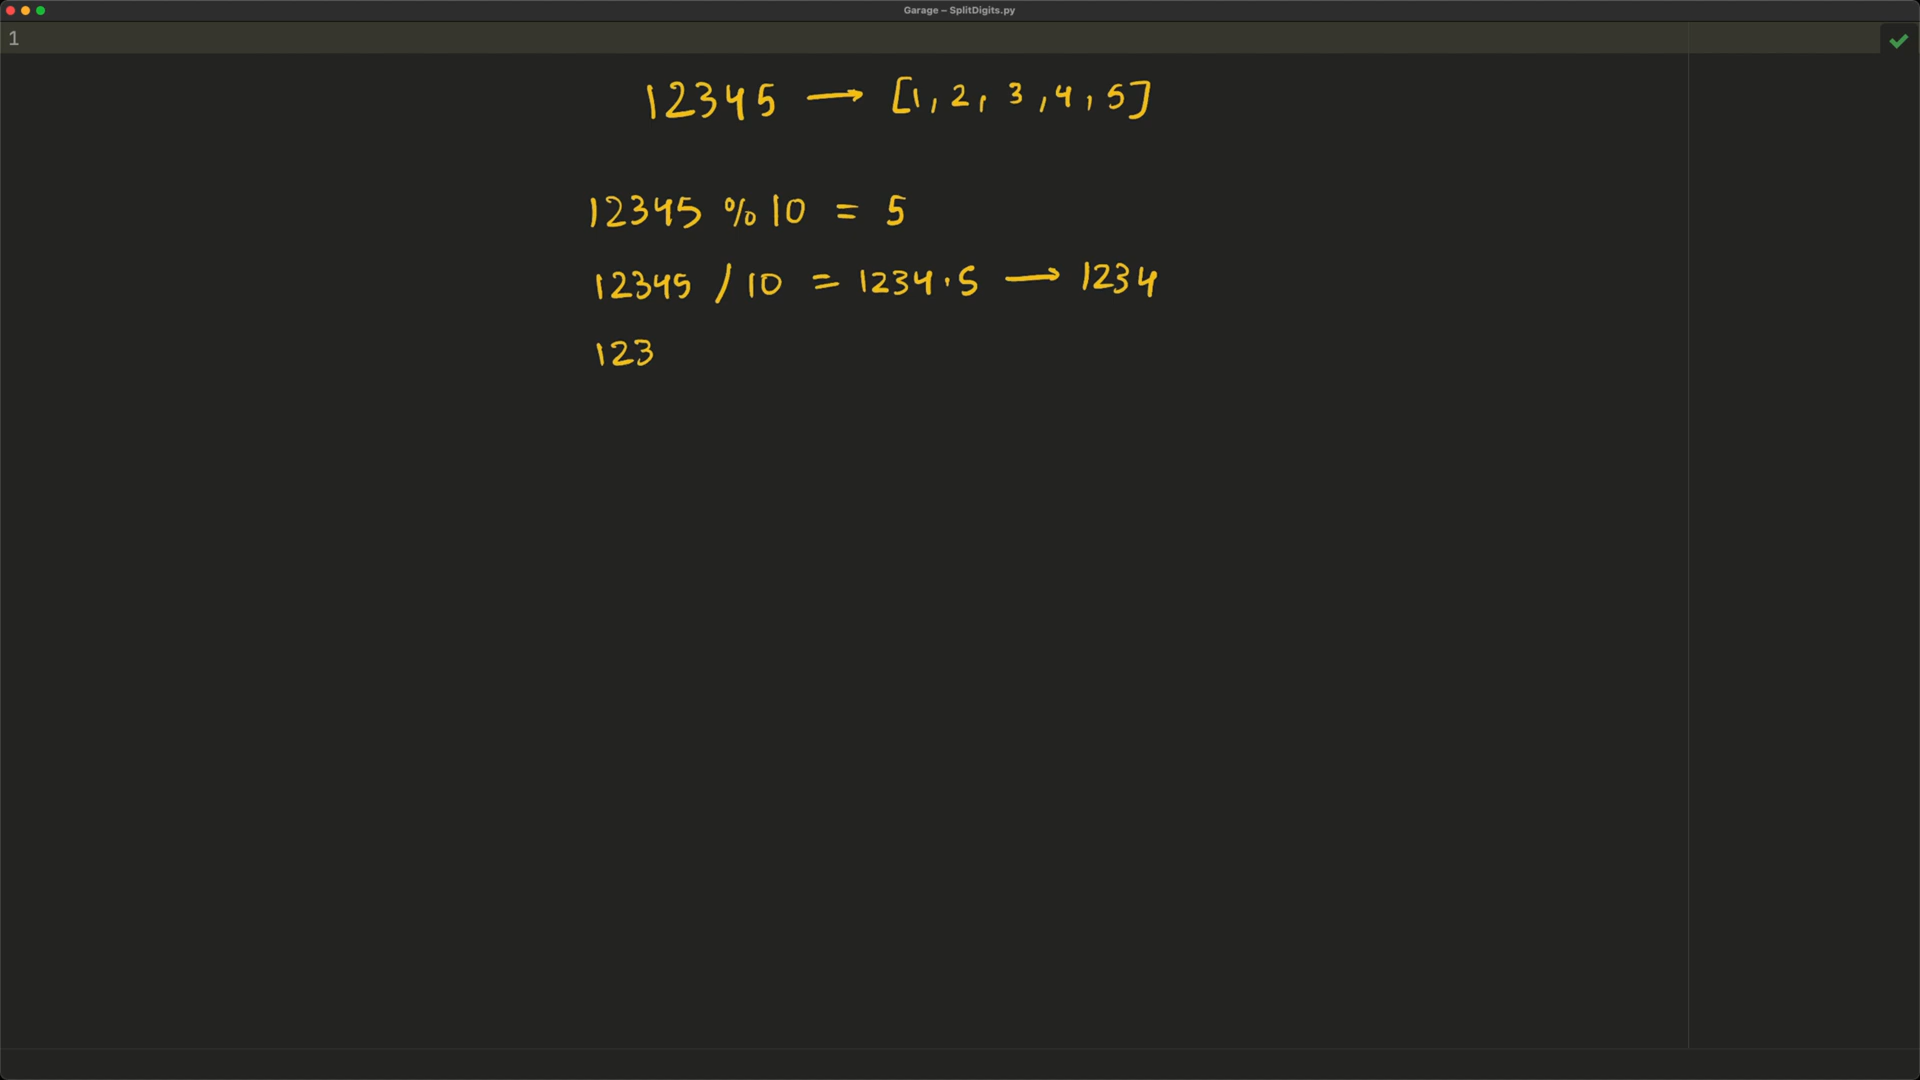 Garage – SplitDigits.py
1
12345 → [1, 2, 3, 4, 5]
12345 % 10 = 5
12345 / 10 = 1234.5 → 1234
123